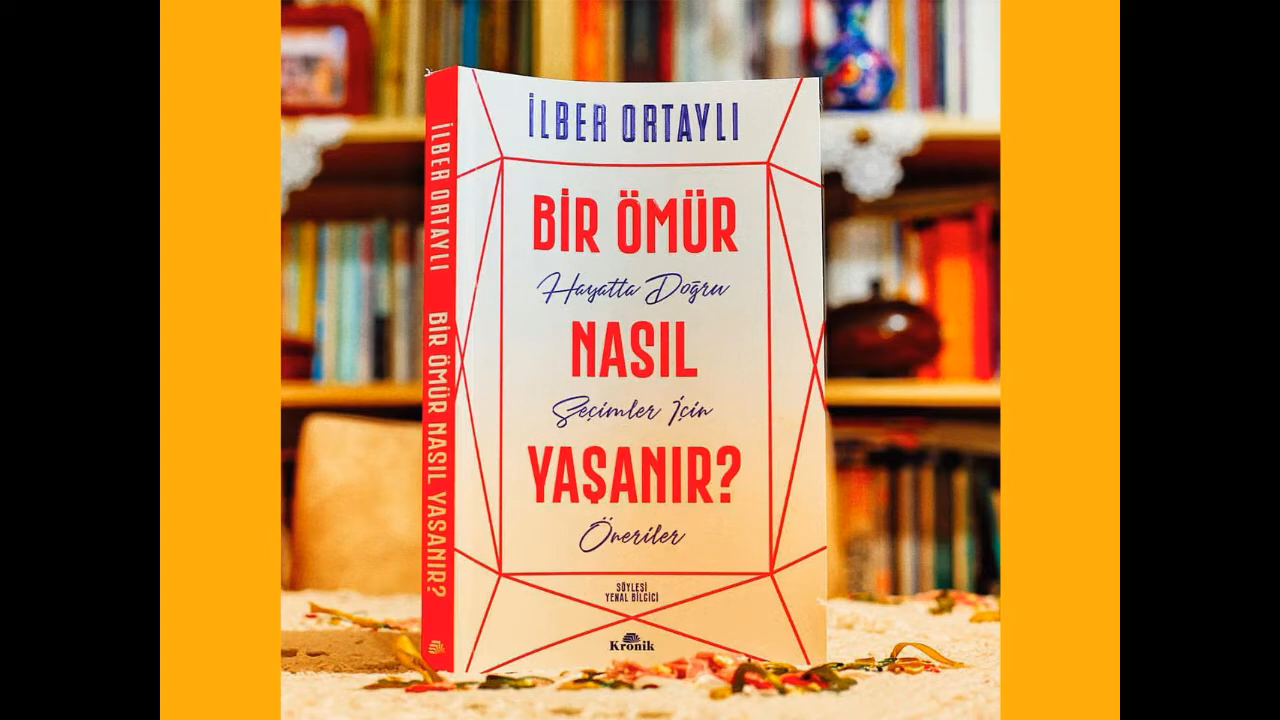 İLBER ORTAYLI
BİR ÖMÜR NASIL YAŞANIR?
İLBER ORTAYLI
BİR ÖMÜR
Hayatta Doğru
NASIL
Seçimler İçin
YAŞANIR?
Öneriler
SÖYLEŞİ
YENAL BİLGİCİ
Kronik